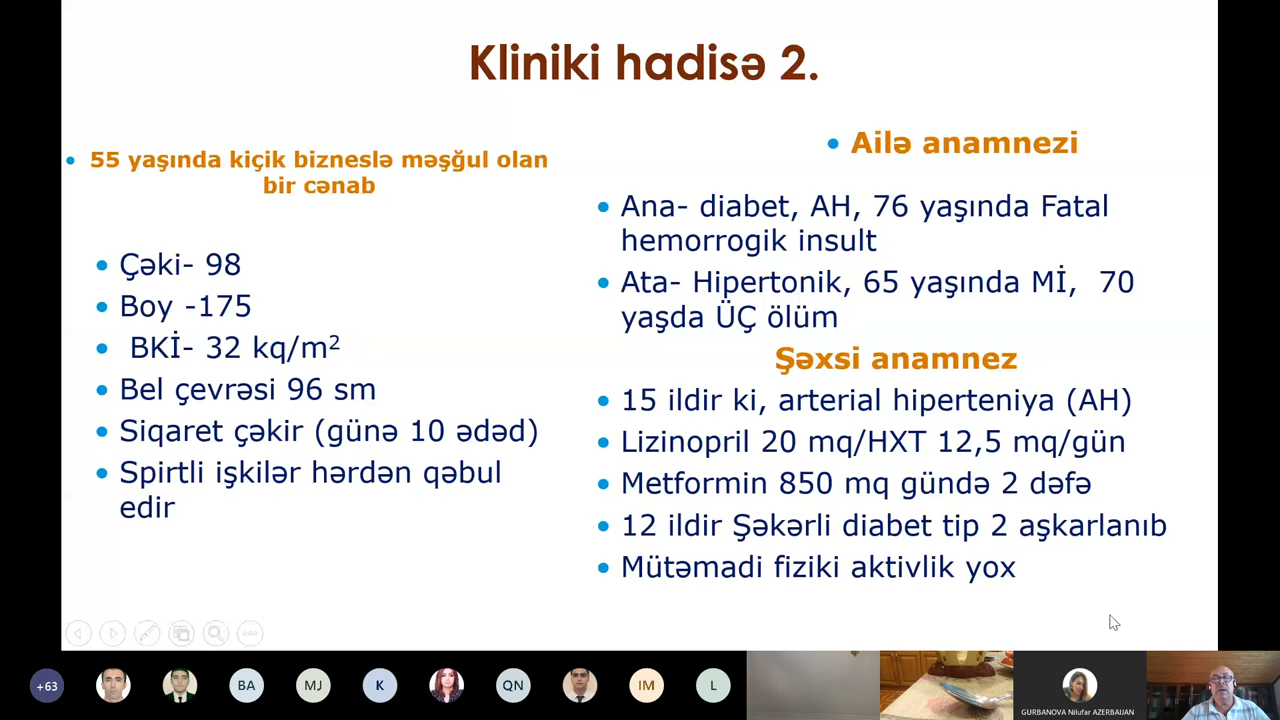 Kliniki hadisə 2.
55 yaşında kiçik bizneslə məşğul olan
bir cənab
Çəki- 98
Boy -175
BKİ- 32 kq/m²
Bel çevrəsi 96 sm
Siqaret çəkir (günə 10 ədəd)
Spirtli işkilər hərdən qəbul
edir
Ailə anamnezi
Ana- diabet, AH, 76 yaşında Fatal
hemorrogik insult
Ata- Hipertonik, 65 yaşında Mİ, 70
yaşda ÜÇ ölüm
Şəxsi anamnez
15 ildir ki, arterial hiperteniya (AH)
Lizinopril 20 mq/HXT 12,5 mq/gün
Metformin 850 mq gündə 2 dəfə
12 ildir Şəkərli diabet tip 2 aşkarlanıb
Mütəmadi fiziki aktivlik yox
+63
BA
MJ
K
QN
IM
L
GURBANOVA Nilufar AZERBAIJAN